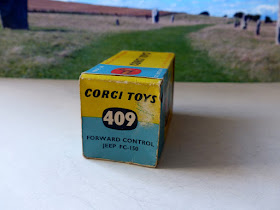 CORGI TOYS
409
FORWARD CONTROL
JEEP FC-150